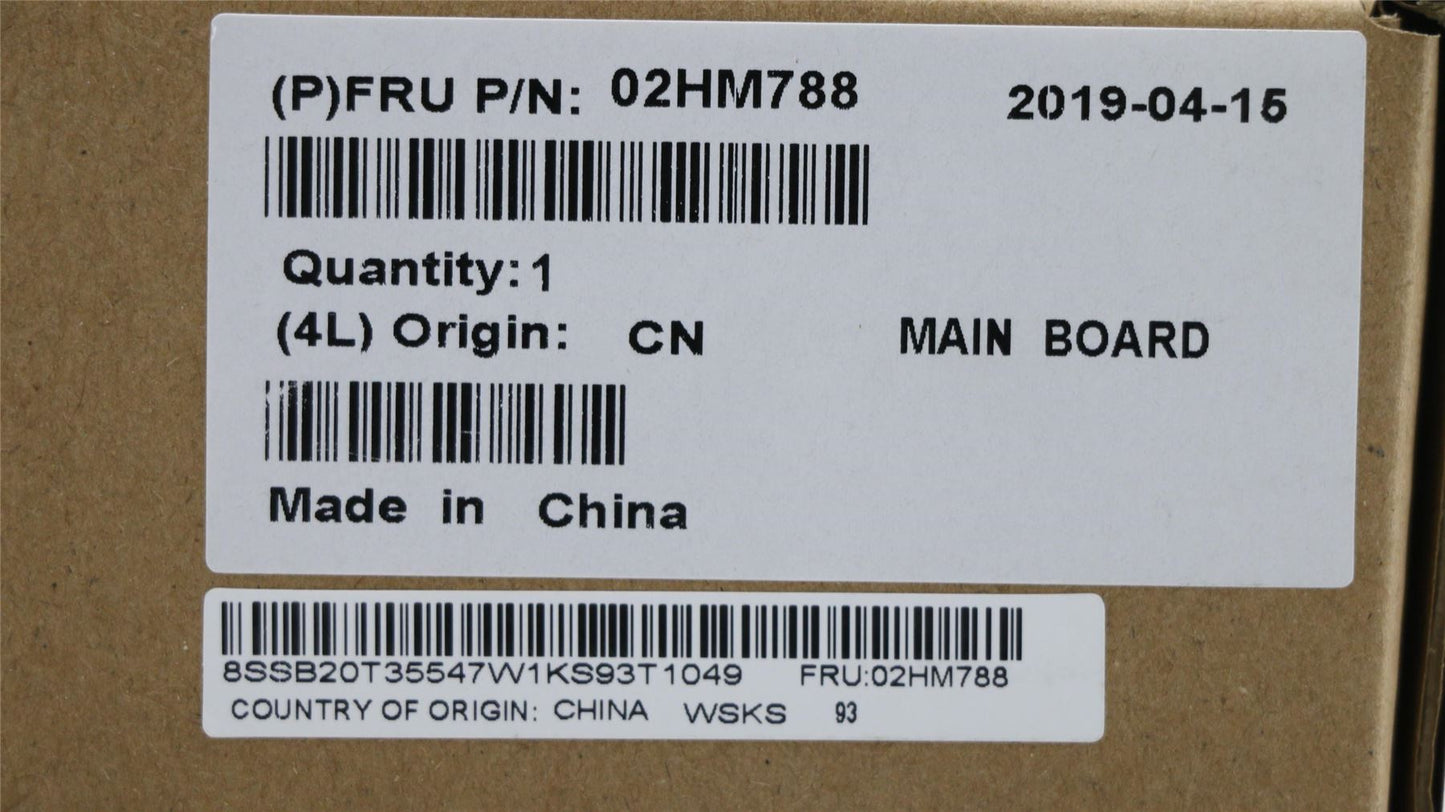 (P)FRU P/N: 02HM788 2019-04-15
Quantity: 1
(4L) Origin: CN MAIN BOARD
Made in China
8SSB20T35547W1KS93T1049 FRU:02HM788
COUNTRY OF ORIGIN: CHINA WSKS 93